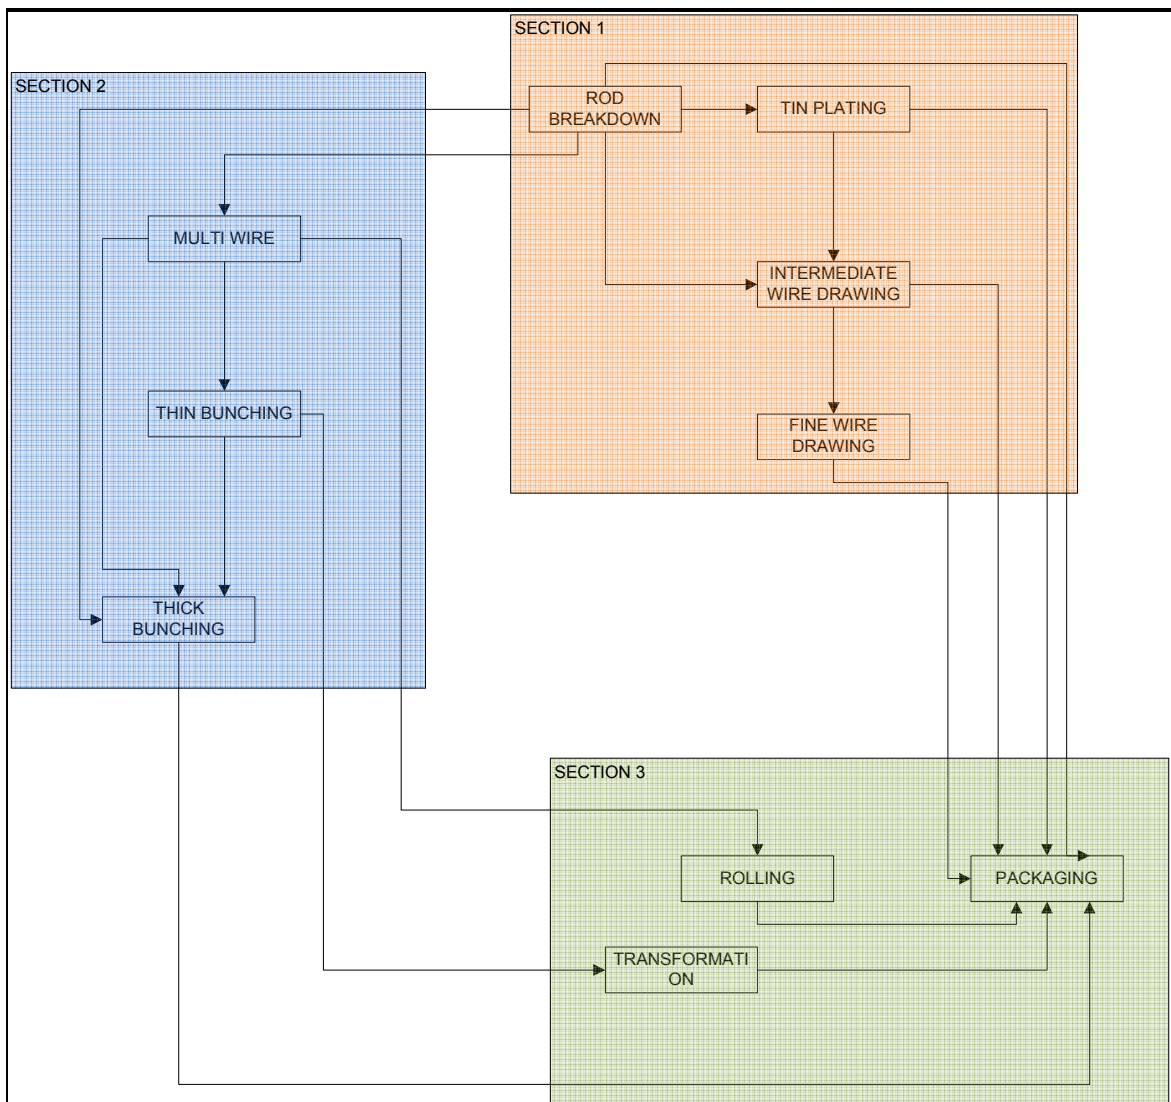 SECTION 1
SECTION 2
ROD
BREAKDOWN
TIN PLATING
MULTI WIRE
INTERMEDIATE
WIRE DRAWING
THIN BUNCHING
FINE WIRE
DRAWING
THICK
BUNCHING
SECTION 3
ROLLING
PACKAGING
TRANSFORMATI
ON